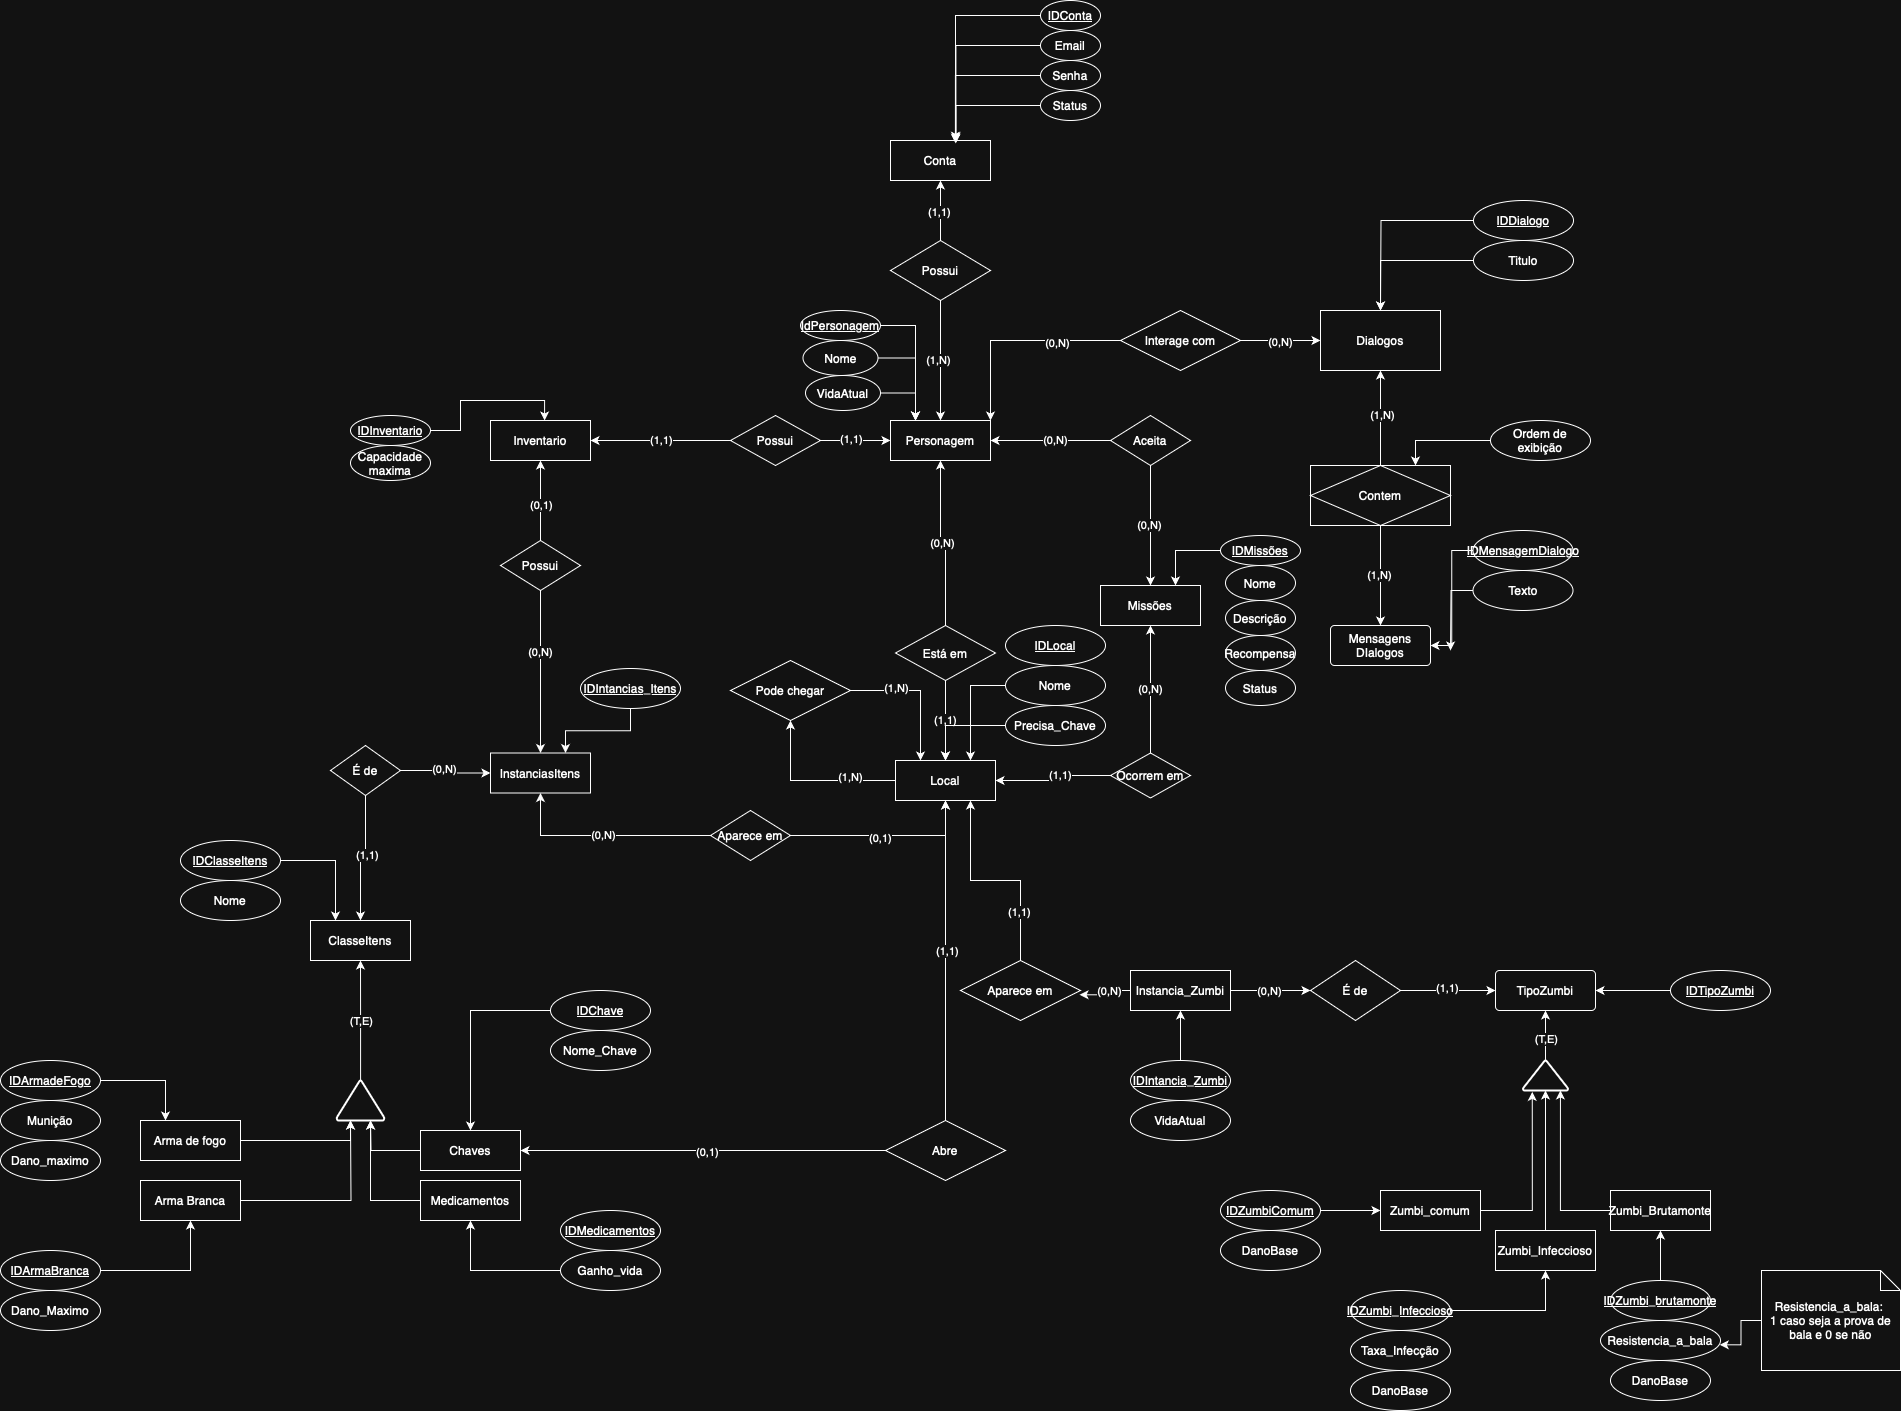 IDConta
Email
Senha
Status
Conta
(1,1)
Possui
IDDialogo
Titulo
IdPersonagem
Nome
VidaAtual
(1,N)
(0,N)
Interage com
(0,N)
Dialogos
(1,N)
IDInventario
Capacidade
maxima
Inventario
(1,1)
Possui
(1,1)
Personagem
(0,N)
Aceita
Ordem de
exibição
Contem
(0,1)
(0,N)
(0,N)
Possui
IDMissões
Nome
Descrição
Recompensa
Status
IDMensagemDialogo
Texto
(1,N)
Missões
Mensagens
DIalogos
(0,N)
Está em
IDLocal
Nome
Precisa_Chave
IDIntancias_Itens
Pode chegar
(1,N)
(1,1)
(0,N)
É de
(0,N)
InstanciasItens
(1,N)
Local
(1,1)
Ocorrem em
(0,N)
Aparece em
(0,1)
(1,1)
IDClasseItens
Nome
ClasseItens
(1,1)
(1,1)
Aparece em
(0,N)
Instancia_Zumbi
(0,N)
É de
(1,1)
TipoZumbi
IDTipoZumbi
(T,E)
IDChave
Nome_Chave
(T,E)
IDArmadeFogo
Munição
Dano_maximo
Arma de fogo
Chaves
(0,1)
Abre
IDIntancia_Zumbi
VidaAtual
Arma Branca
Medicamentos
IDArmaBranca
Dano_Maximo
IDMedicamentos
Ganho_vida
IDZumbiComum
DanoBase
Zumbi_comum
Zumbi_Infeccioso
Zumbi_Brutamonte
IDZumbi_Infeccioso
Taxa_Infecção
DanoBase
IDZumbi_brutamonte
Resistencia_a_bala
DanoBase
Resistencia_a_bala:
1 caso seja a prova de
bala e 0 se não